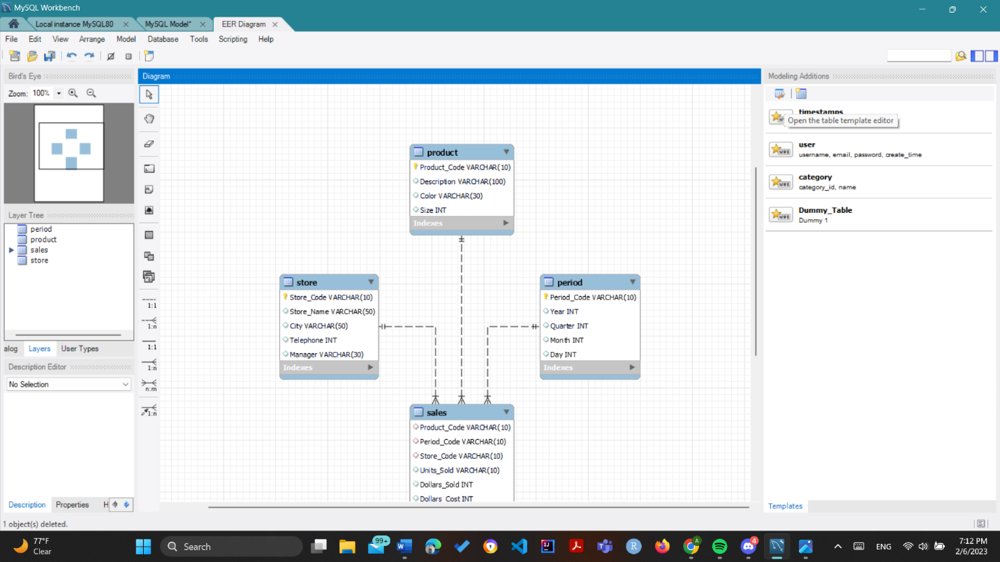 MySQL Workbench
Local instance MySQL80
MySQL Model*
EER Diagram
File Edit View Arrange Model Database Tools Scripting Help
Bird's Eye
Zoom: 100%
Layer Tree
period
product
sales
store
alog Layers User Types
Description Editor
No Selection
Description Properties H
1 object(s) deleted.
Diagram
1:1
1:n
1:1
1:n
n:m
1:n
product
Product_Code VARCHAR(10)
Description VARCHAR(100)
Color VARCHAR(30)
Size INT
Indexes
store
Store_Code VARCHAR(10)
Store_Name VARCHAR(50)
City VARCHAR(50)
Telephone INT
Manager VARCHAR(30)
Indexes
period
Period_Code VARCHAR(10)
Year INT
Quarter INT
Month INT
Day INT
Indexes
sales
Product_Code VARCHAR(10)
Period_Code VARCHAR(10)
Store_Code VARCHAR(10)
Units_Sold VARCHAR(10)
Dollars_Sold INT
Dollars_Cost INT
Modeling Additions
timestamps
Open the table template editor
user
username, email, password, create_time
category
category_id, name
Dummy_Table
Dummy 1
Templates
77°F
Clear
Search
99+
4
ENG
7:12 PM
2/6/2023